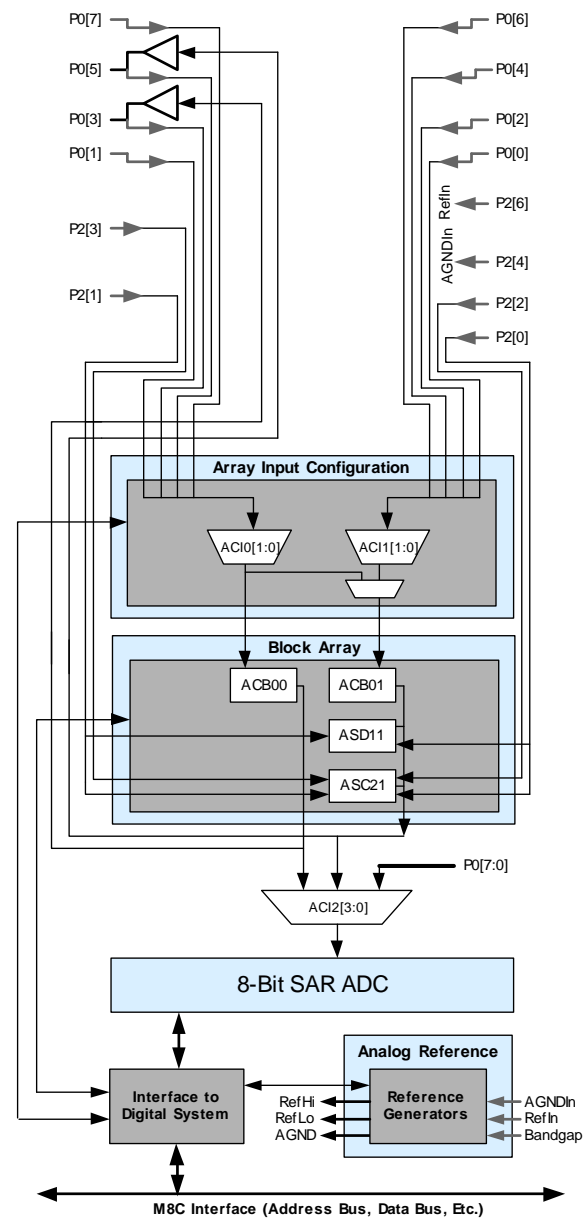 P0[7]
P0[6]
P0[5]
P0[4]
P0[3]
P0[2]
P0[1]
P0[0]
P2[6]
AGNDIn RefIn
P2[3]
P2[4]
P2[1]
P2[2]
P2[0]
Array Input Configuration
ACI0[1:0]
ACI1[1:0]
Block Array
ACB00
ACB01
ASD11
ASC21
P0[7:0]
ACI2[3:0]
8-Bit SAR ADC
Analog Reference
Interface to
Digital System
RefHi
RefLo
AGND
Reference
Generators
AGNDIn
RefIn
Bandgap
M8C Interface (Address Bus, Data Bus, Etc.)